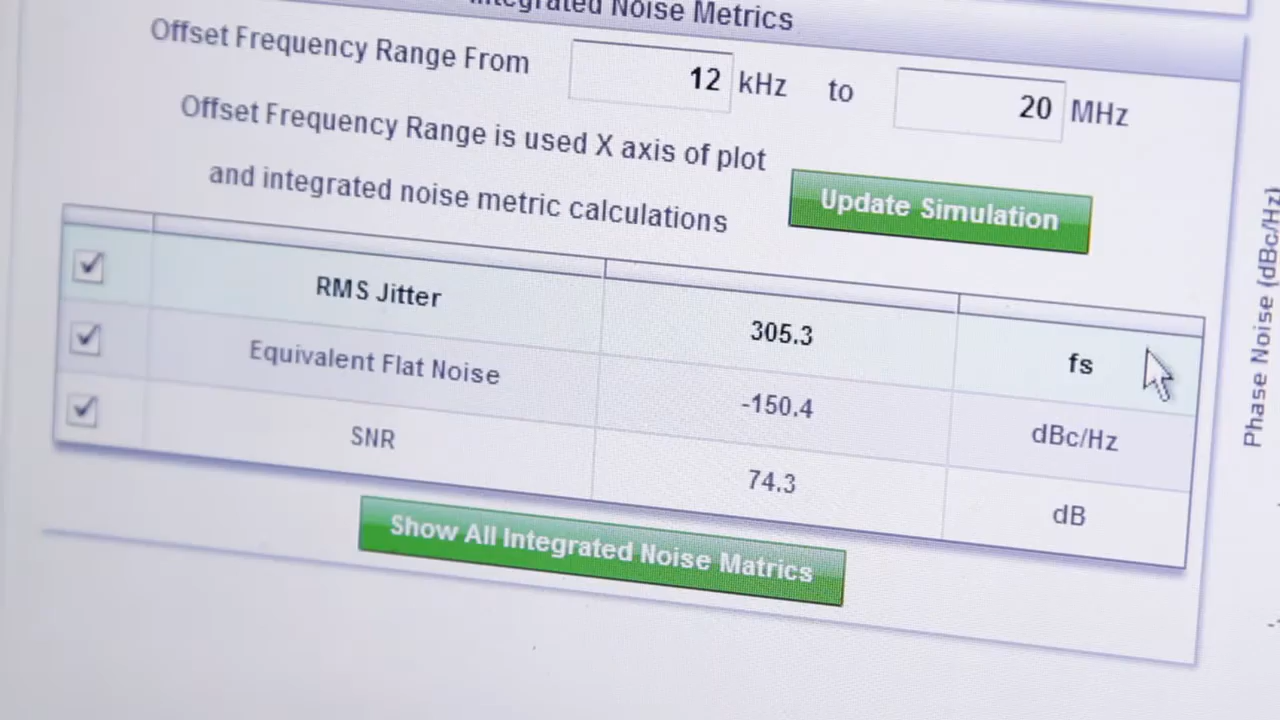 Integrated Noise Metrics
Offset Frequency Range From 12 kHz to 20 MHz
Offset Frequency Range is used X axis of plot
and integrated noise metric calculations
Update Simulation
RMS Jitter 305.3 fs
Equivalent Flat Noise -150.4 dBc/Hz
SNR 74.3 dB
Show All Integrated Noise Matrics
Phase Noise (dBc/Hz)